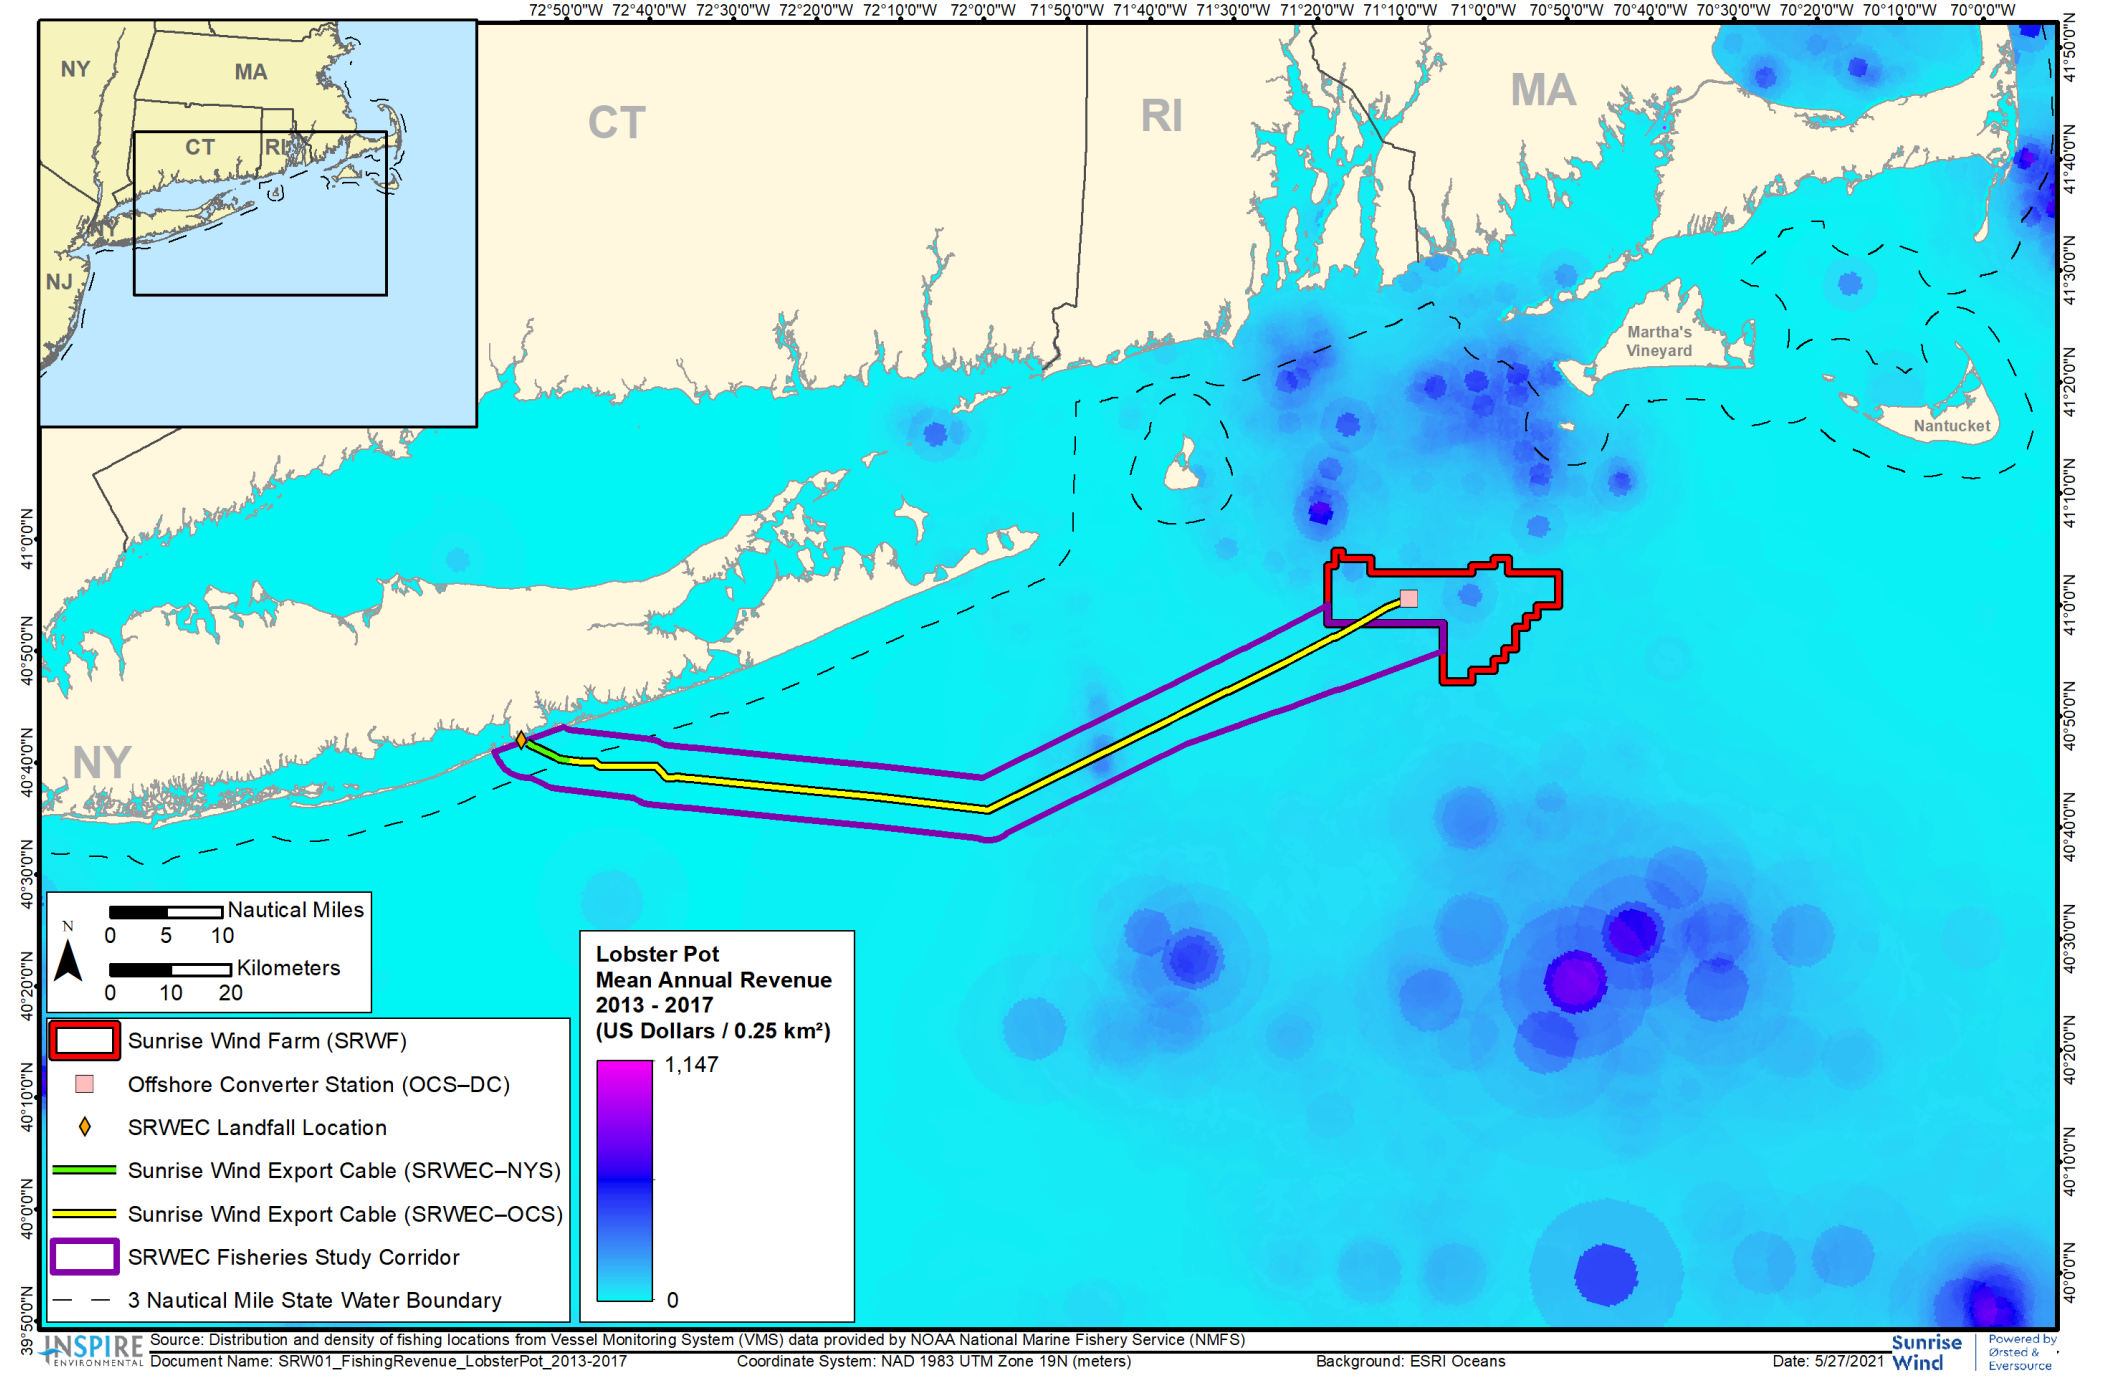 72°50'0"W 72°40'0"W 72°30'0"W 72°20'0"W 72°10'0"W 72°0'0"W 71°50'0"W 71°40'0"W 71°30'0"W 71°20'0"W 71°10'0"W 71°0'0"W 70°50'0"W 70°40'0"W 70°30'0"W 70°20'0"W 70°10'0"W 70°0'0"W
NY
MA
CT
RI
NY
NJ
CT
RI
MA
Martha's
Vineyard
Nantucket
NY
41°50'0"N
41°40'0"N
41°30'0"N
41°20'0"N
41°10'0"N
41°0'0"N
40°50'0"N
40°40'0"N
40°30'0"N
40°20'0"N
40°10'0"N
40°0'0"N
41°0'0"N
40°50'0"N
40°40'0"N
40°30'0"N
40°20'0"N
40°10'0"N
40°0'0"N
39°50'0"N
N
Nautical Miles
0 5 10
Kilometers
0 10 20
Sunrise Wind Farm (SRWF)
Offshore Converter Station (OCS–DC)
SRWEC Landfall Location
Sunrise Wind Export Cable (SRWEC–NYS)
Sunrise Wind Export Cable (SRWEC–OCS)
SRWEC Fisheries Study Corridor
3 Nautical Mile State Water Boundary
Lobster Pot
Mean Annual Revenue
2013 - 2017
(US Dollars / 0.25 km²)
1,147
0
INSPIRE
ENVIRONMENTAL
Source: Distribution and density of fishing locations from Vessel Monitoring System (VMS) data provided by NOAA National Marine Fishery Service (NMFS)
Document Name: SRW01_FishingRevenue_LobsterPot_2013-2017 Coordinate System: NAD 1983 UTM Zone 19N (meters) Background: ESRI Oceans Date: 5/27/2021
Sunrise
Wind
Powered by
Ørsted &
Eversource